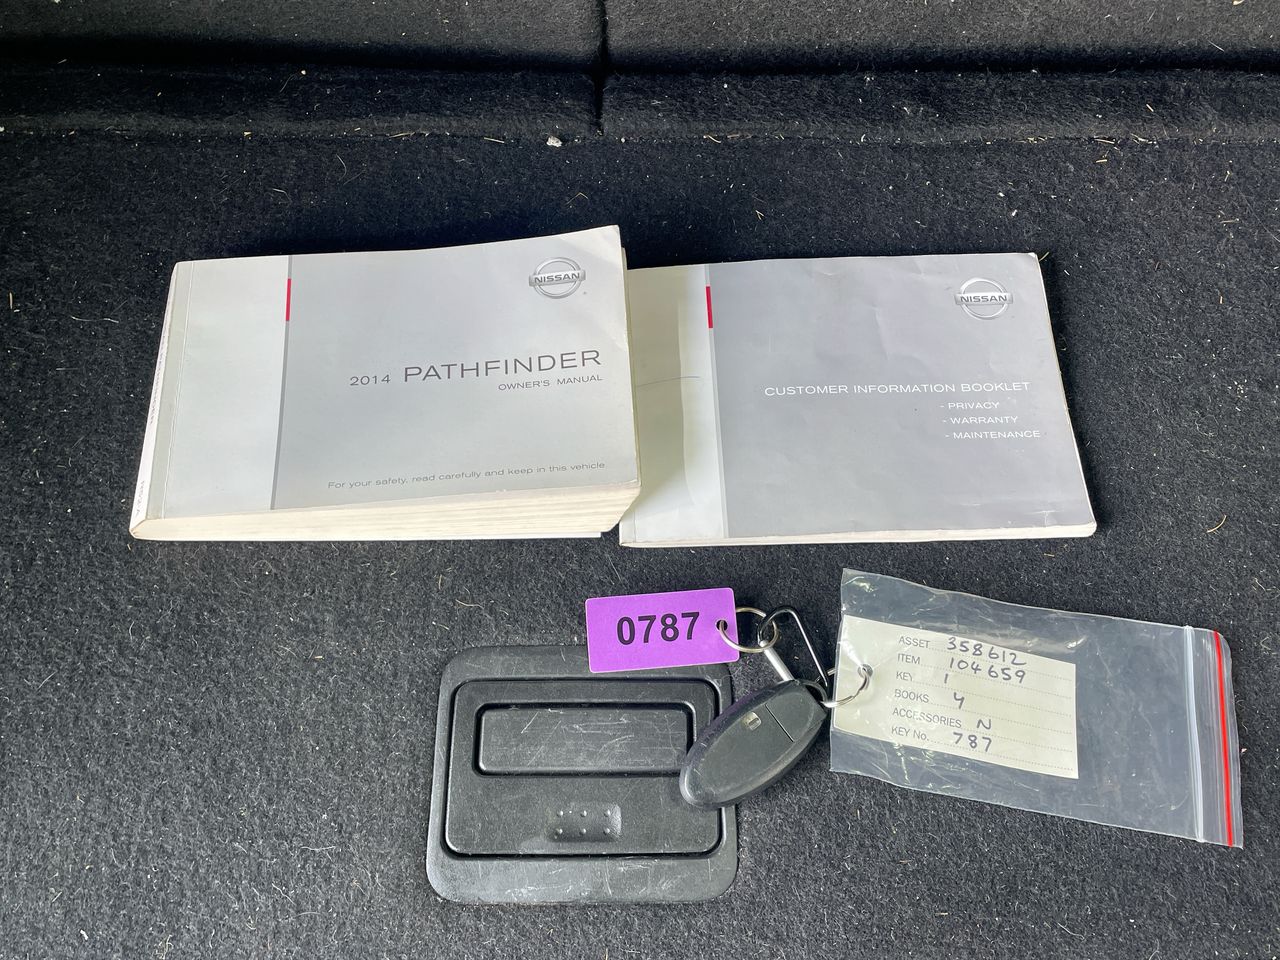 NISSAN
2014 PATHFINDER
OWNER'S MANUAL
For your safety, read carefully and keep in this vehicle
NISSAN
CUSTOMER INFORMATION BOOKLET
- PRIVACY
- WARRANTY
- MAINTENANCE
0787
ASSET 358612
ITEM 104659
KEY 1
BOOKS Y
ACCESSORIES N
KEY No. 787